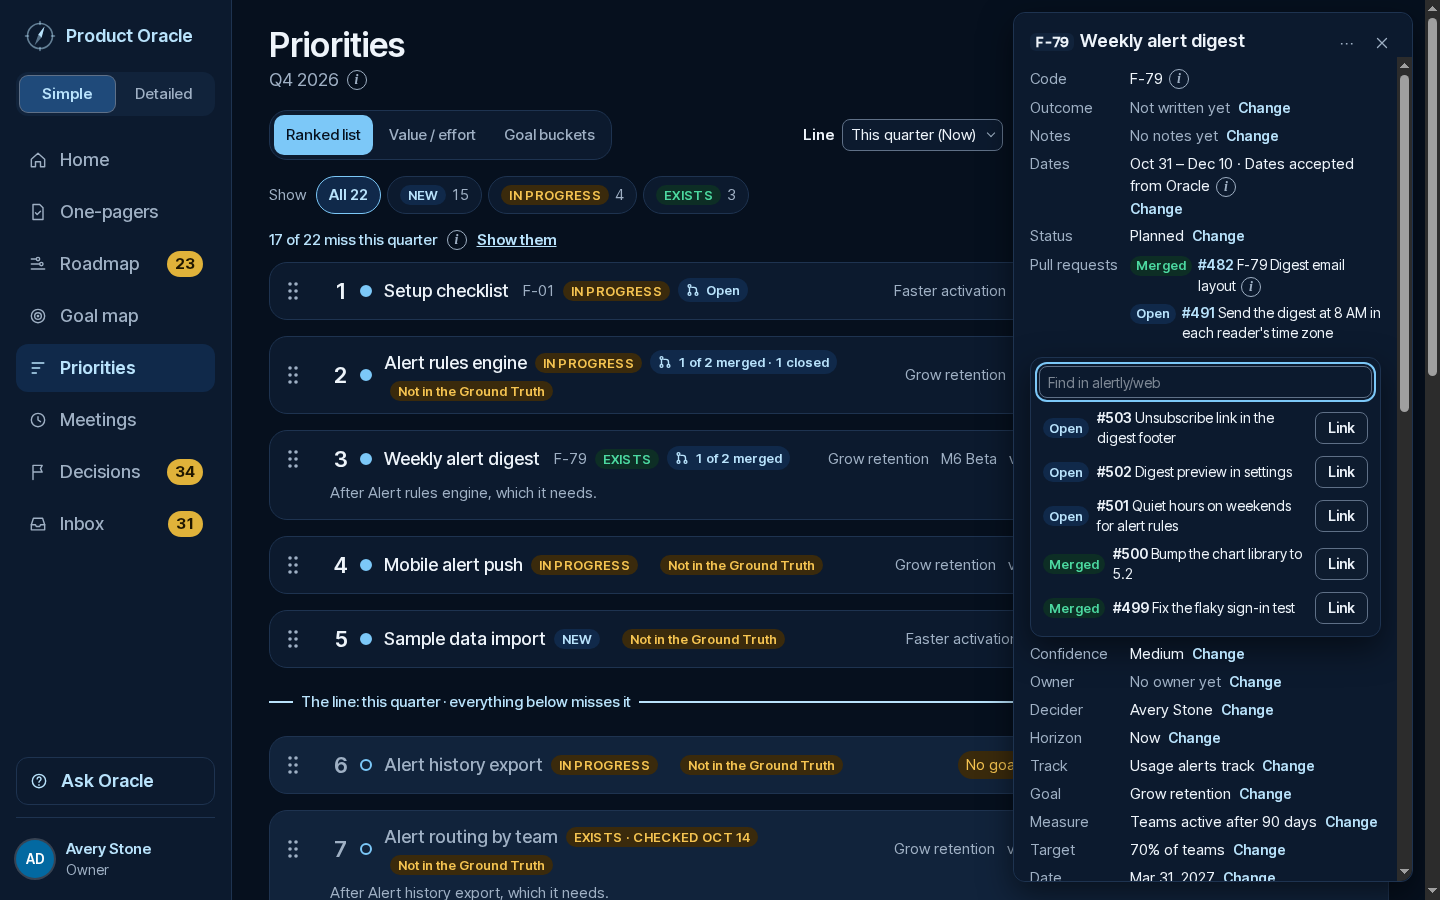 Product Oracle
Simple
Detailed
Home
One-pagers
Roadmap
23
Goal map
Priorities
Meetings
Decisions
34
Inbox
31
Ask Oracle
AD
Avery Stone
Owner
Priorities
Q4 2026 i
Ranked list
Value / effort
Goal buckets
Line
This quarter (Now)
Show
All 22
NEW 15
IN PROGRESS 4
EXISTS 3
17 of 22 miss this quarter i Show them
1 Setup checklist F-01 IN PROGRESS Open Faster activation
2 Alert rules engine IN PROGRESS 1 of 2 merged · 1 closed
Not in the Ground Truth
Grow retention
3 Weekly alert digest F-79 EXISTS 1 of 2 merged Grow retention M6 Beta
After Alert rules engine, which it needs.
4 Mobile alert push IN PROGRESS Not in the Ground Truth Grow retention
5 Sample data import NEW Not in the Ground Truth Faster activation
The line: this quarter · everything below misses it
6 Alert history export IN PROGRESS Not in the Ground Truth No goa
7 Alert routing by team EXISTS · CHECKED OCT 14
Not in the Ground Truth
Grow retention
After Alert history export, which it needs.
F-79 Weekly alert digest
Code F-79 i
Outcome Not written yet Change
Notes No notes yet Change
Dates Oct 31 – Dec 10 · Dates accepted
from Oracle i
Change
Status Planned Change
Pull requests Merged #482 F-79 Digest email
layout i
Open #491 Send the digest at 8 AM in
each reader's time zone
Find in alertly/web
Open #503 Unsubscribe link in the
digest footer
Link
Open #502 Digest preview in settings Link
Open #501 Quiet hours on weekends
for alert rules
Link
Merged #500 Bump the chart library to
5.2
Link
Merged #499 Fix the flaky sign-in test Link
Confidence Medium Change
Owner No owner yet Change
Decider Avery Stone Change
Horizon Now Change
Track Usage alerts track Change
Goal Grow retention Change
Measure Teams active after 90 days Change
Target 70% of teams Change
Date Mar 31, 2027 Change